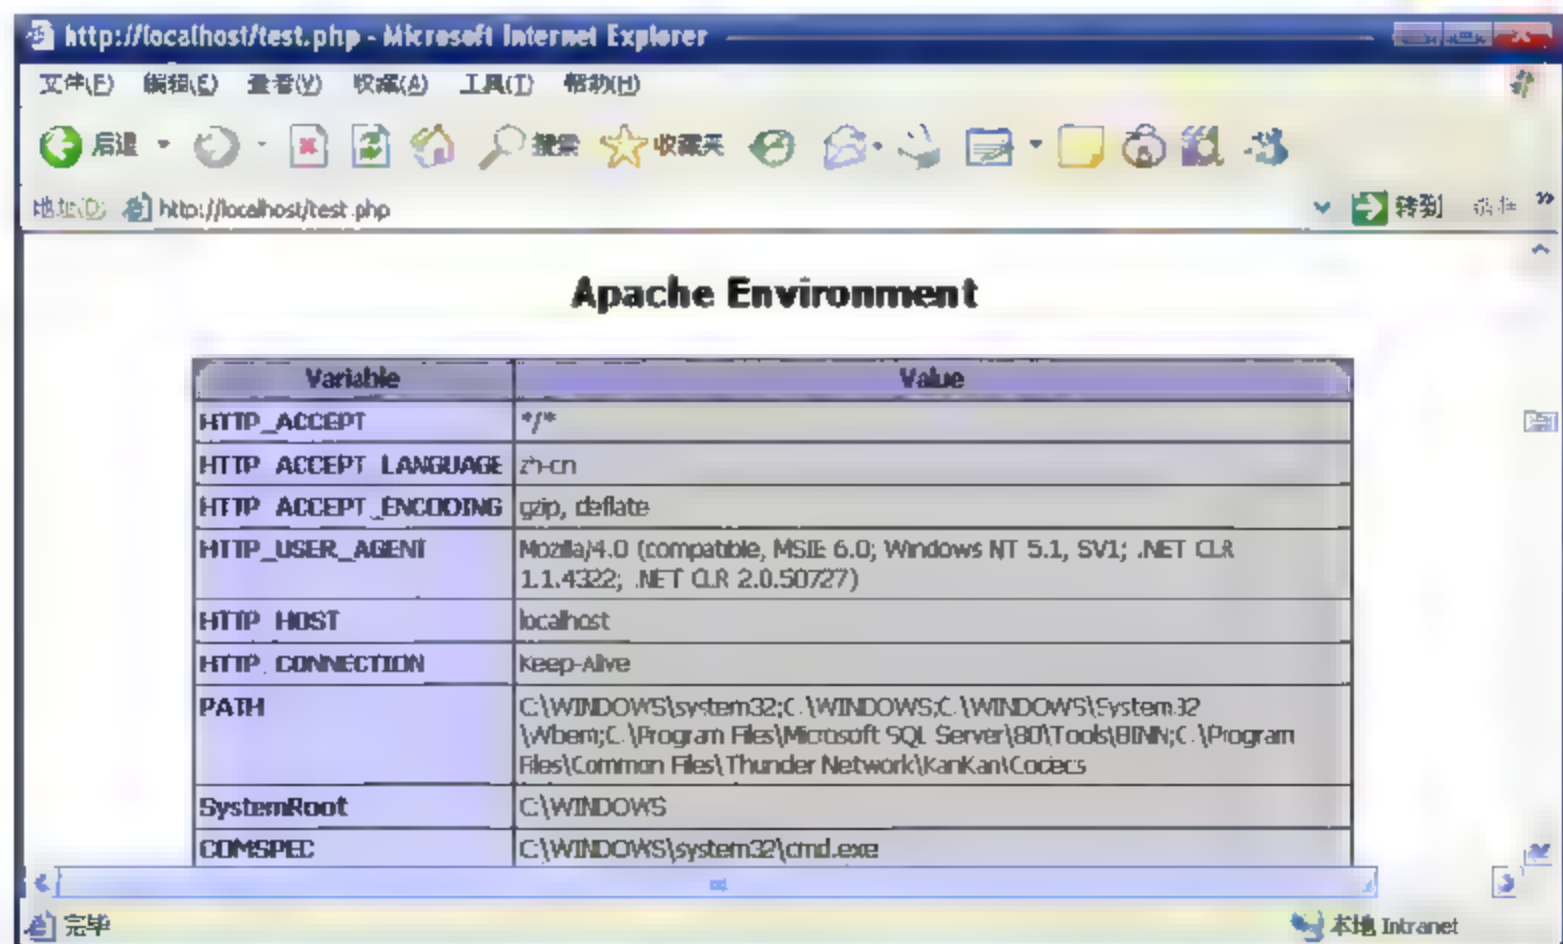 http://localhost/test.php - Microsoft Internet Explorer
文件(F) 编辑(E) 查看(V) 收藏(A) 工具(T) 帮助(H)
后退 搜索 收藏夹
地址(D) http://localhost/test.php 转到
Apache Environment
Variable Value
HTTP_ACCEPT */*
HTTP_ACCEPT_LANGUAGE zh-cn
HTTP_ACCEPT_ENCODING gzip, deflate
HTTP_USER_AGENT Mozilla/4.0 (compatible; MSIE 6.0; Windows NT 5.1; SV1; .NET CLR
1.1.4322; .NET CLR 2.0.50727)
HTTP_HOST localhost
HTTP_CONNECTION Keep-Alive
PATH C:\WINDOWS\system32;C:\WINDOWS;C:\WINDOWS\System32
\Wbem;C:\Program Files\Microsoft SQL Server\80\Tools\BINN;C:\Program
Files\Common Files\Thunder Network\KanKan\Codecs
SystemRoot C:\WINDOWS
COMSPEC C:\WINDOWS\system32\cmd.exe
完毕 本地 Intranet